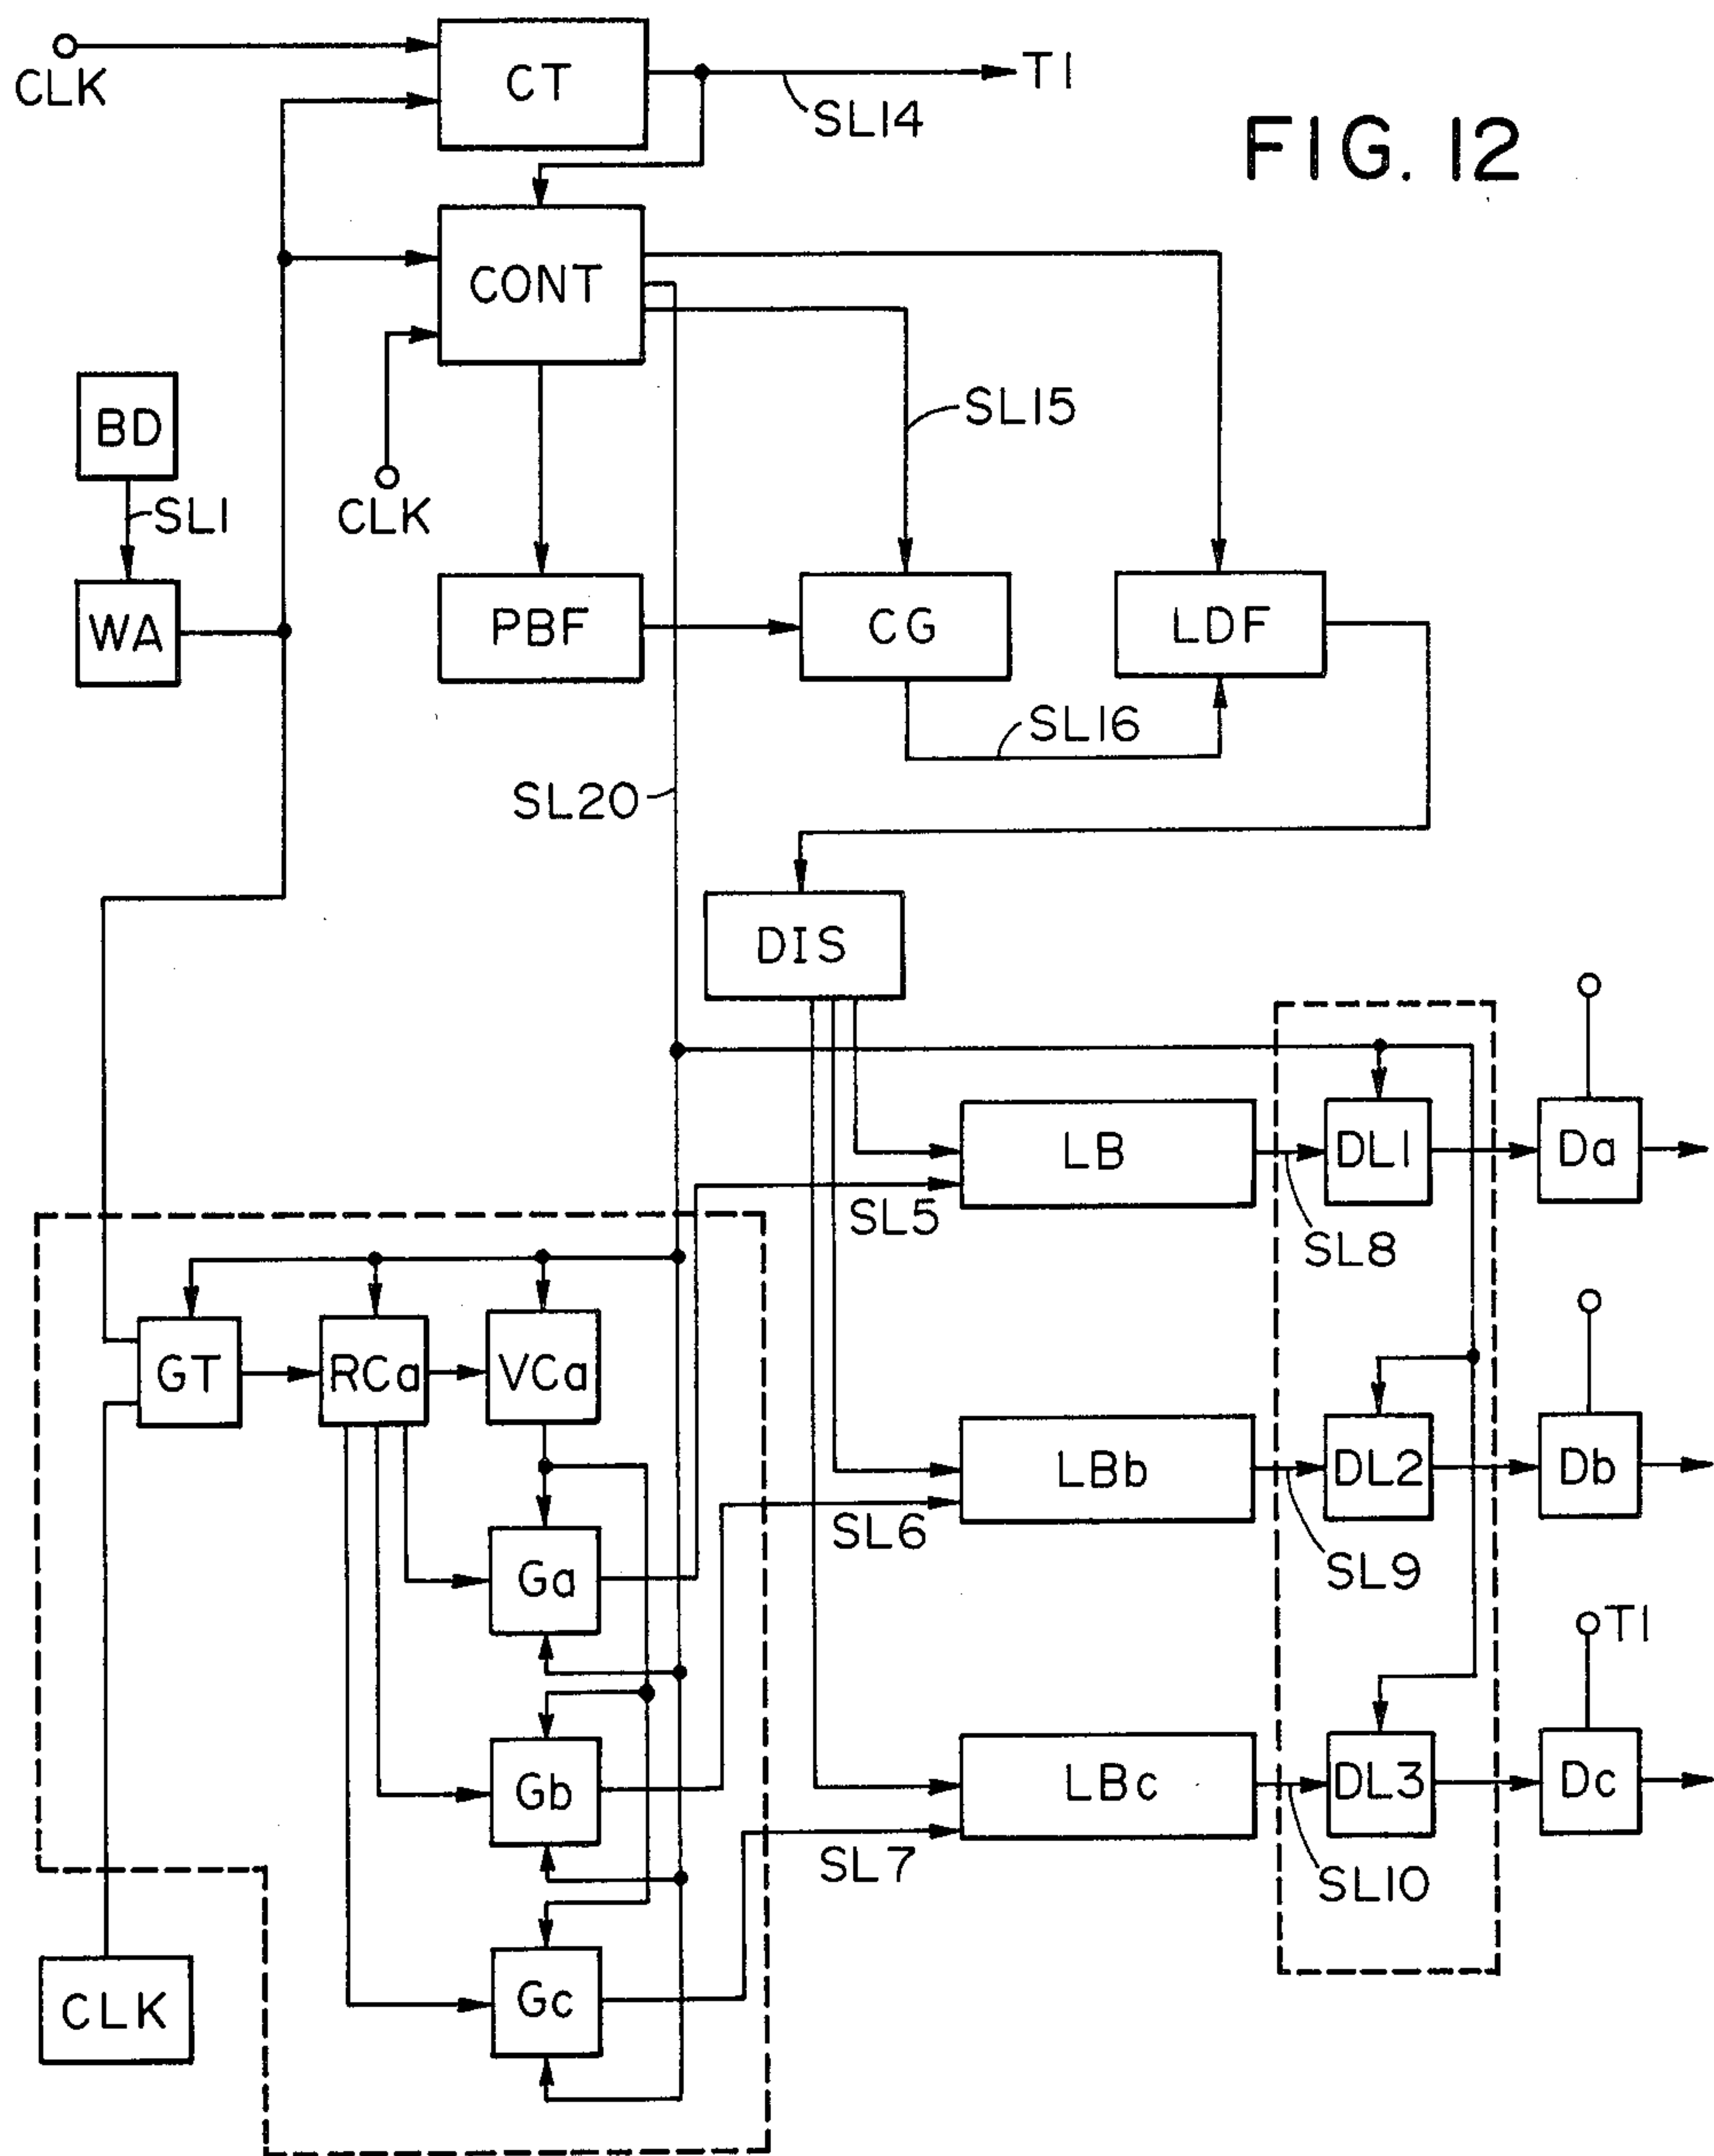 CLK
CT
T1
SL14
FIG. 12
CONT
BD
SL1
CLK
SL15
WA
PBF
CG
LDF
SL16
SL20
DIS
LB
DL1
Da
SL5
SL8
GT
RCa
VCa
LBb
DL2
Db
SL6
SL9
Ga
T1
Gb
LBc
DL3
Dc
SL7
SL10
CLK
Gc